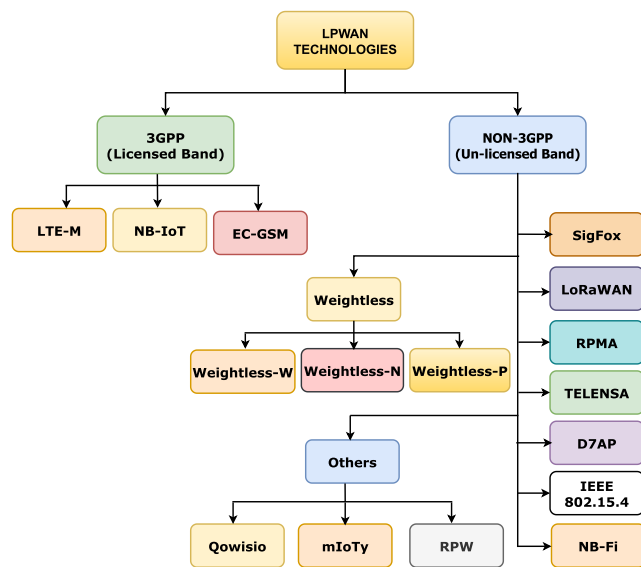 LPWAN
TECHNOLOGIES
3GPP
(Licensed Band)
NON-3GPP
(Un-licensed Band)
LTE-M
NB-IoT
EC-GSM
SigFox
Weightless
LoRaWAN
RPMA
Weightless-W
Weightless-N
Weightless-P
TELENSA
D7AP
Others
IEEE
802.15.4
Qowisio
mIoTy
RPW
NB-Fi